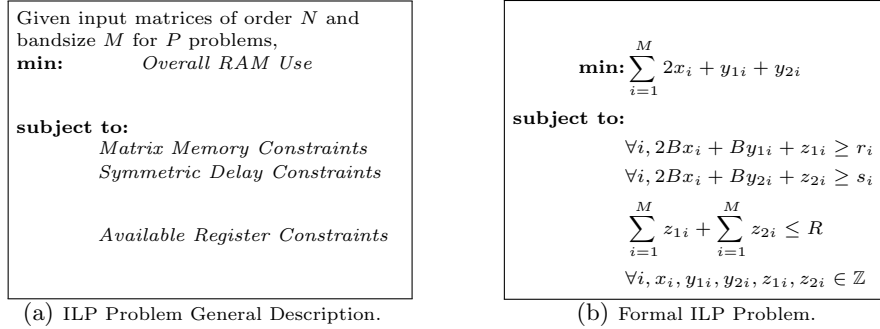 Given input matrices of order N and
bandsize M for P problems,
min: Overall RAM Use
subject to:
Matrix Memory Constraints
Symmetric Delay Constraints
Available Register Constraints
(a) ILP Problem General Description.
min: \sum_{i=1}^{M} 2x_i + y_{1i} + y_{2i}
subject to:
∀i, 2Bx_i + By_{1i} + z_{1i} ≥ r_i
∀i, 2Bx_i + By_{2i} + z_{2i} ≥ s_i
\sum_{i=1}^{M} z_{1i} + \sum_{i=1}^{M} z_{2i} ≤ R
∀i, x_i, y_{1i}, y_{2i}, z_{1i}, z_{2i} ∈ ℤ
(b) Formal ILP Problem.